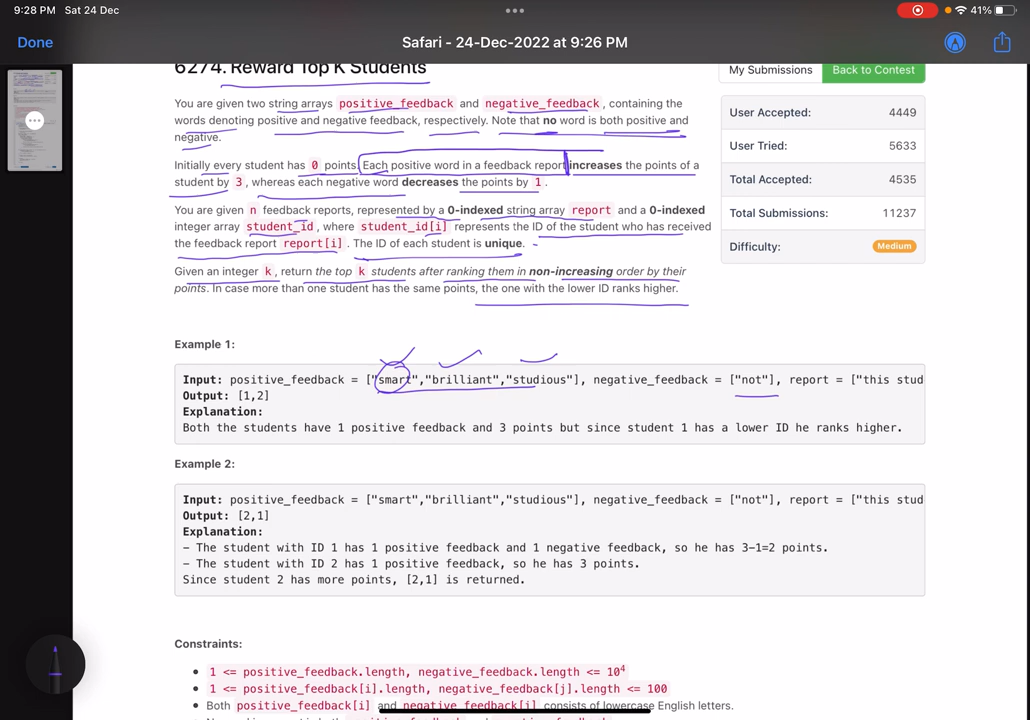 9:28 PM Sat 24 Dec
41%
Done
Safari - 24-Dec-2022 at 9:26 PM
6274. Reward Top K Students
My Submissions
Back to Contest
You are given two string arrays positive_feedback and negative_feedback, containing the
words denoting positive and negative feedback, respectively. Note that no word is both positive and
negative.
Initially every student has 0 points. Each positive word in a feedback report increases the points of a
student by 3, whereas each negative word decreases the points by 1.
You are given n feedback reports, represented by a 0-indexed string array report and a 0-indexed
integer array student_id, where student_id[i] represents the ID of the student who has received
the feedback report report[i]. The ID of each student is unique.
Given an integer k, return the top k students after ranking them in non-increasing order by their
points. In case more than one student has the same points, the one with the lower ID ranks higher.
User Accepted: 4449
User Tried: 5633
Total Accepted: 4535
Total Submissions: 11237
Difficulty: Medium
Example 1:
Input: positive_feedback = ["smart","brilliant","studious"], negative_feedback = ["not"], report = ["this stud
Output: [1,2]
Explanation:
Both the students have 1 positive feedback and 3 points but since student 1 has a lower ID he ranks higher.
Example 2:
Input: positive_feedback = ["smart","brilliant","studious"], negative_feedback = ["not"], report = ["this stud
Output: [2,1]
Explanation:
- The student with ID 1 has 1 positive feedback and 1 negative feedback, so he has 3-1=2 points.
- The student with ID 2 has 1 positive feedback, so he has 3 points.
Since student 2 has more points, [2,1] is returned.
Constraints:
1 <= positive_feedback.length, negative_feedback.length <= 10⁴
1 <= positive_feedback[i].length, negative_feedback[j].length <= 100
Both positive_feedback[i] and negative_feedback[j] consists of lowercase English letters.